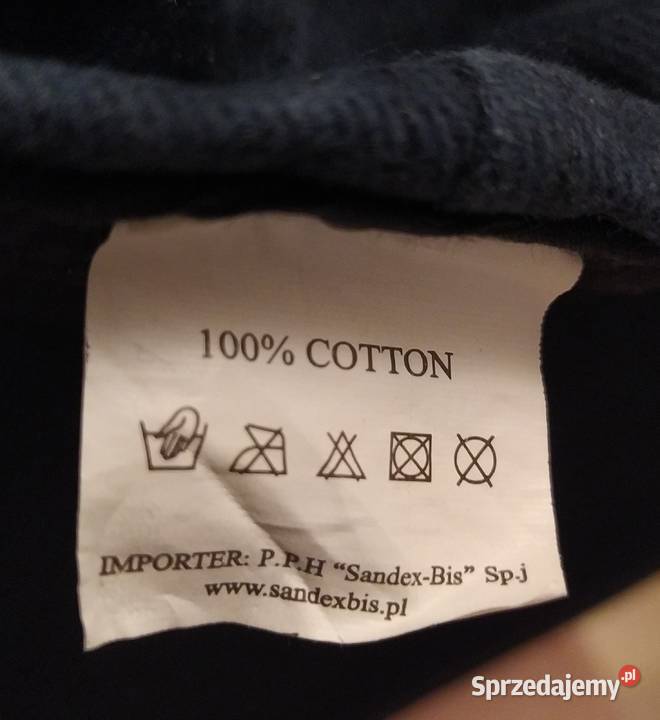 100% COTTON
IMPORTER: P.P.H "Sandex-Bis" Sp.j
www.sandexbis.pl
Sprzedajemy.pl